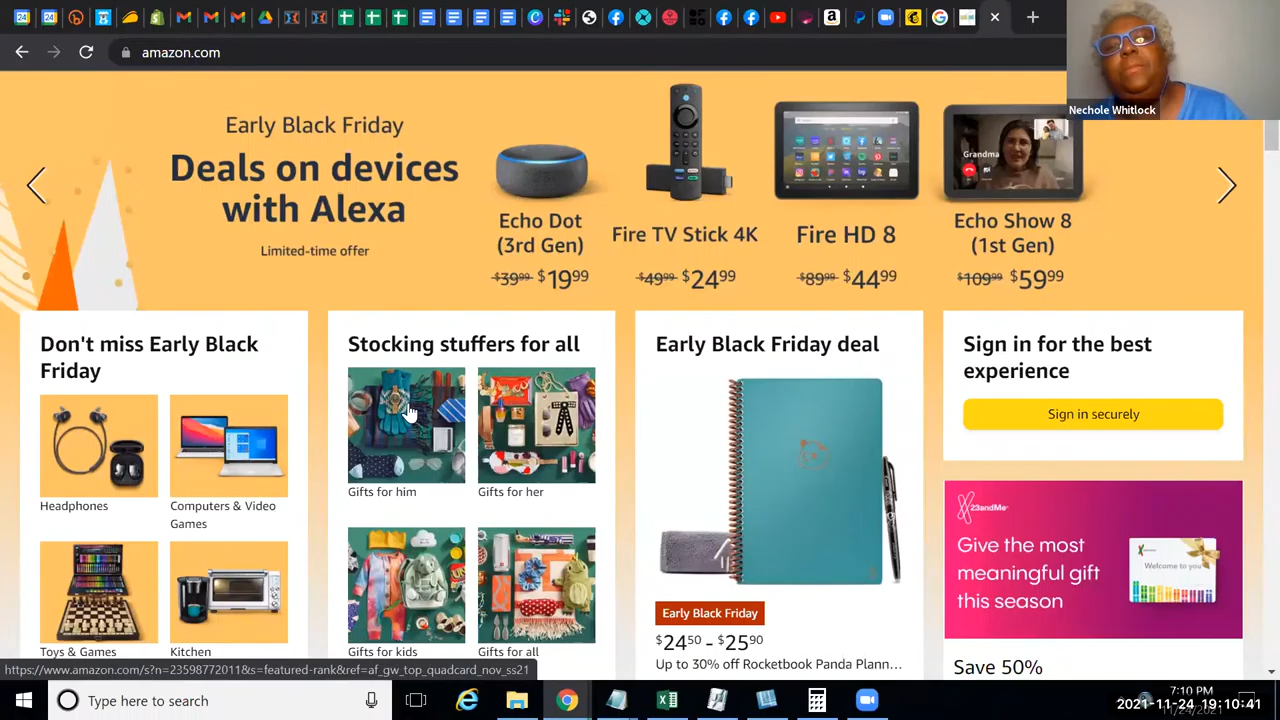 amazon.com
Nechole Whitlock
Early Black Friday
Deals on devices
with Alexa
Limited-time offer
Echo Dot
(3rd Gen)
$39.99 $19.99
Fire TV Stick 4K
$49.99 $24.99
Fire HD 8
$89.99 $44.99
Grandma
Echo Show 8
(1st Gen)
$109.99 $59.99
Don't miss Early Black
Friday
Headphones
Computers & Video
Games
Toys & Games
Kitchen
Stocking stuffers for all
Gifts for him
Gifts for her
Gifts for kids
Gifts for all
Early Black Friday deal
Early Black Friday
$24.50 - $25.90
Up to 30% off Rocketbook Panda Plann...
Sign in for the best
experience
Sign in securely
23andMe
Give the most
meaningful gift
this season
Welcome to you
Save 50%
https://www.amazon.com/s?n=23598772011&s=featured-rank&ref=af_gw_top_quadcard_nov_ss21
Type here to search
7:10 PM
2021-11-24 19:10:41
11/24/2021